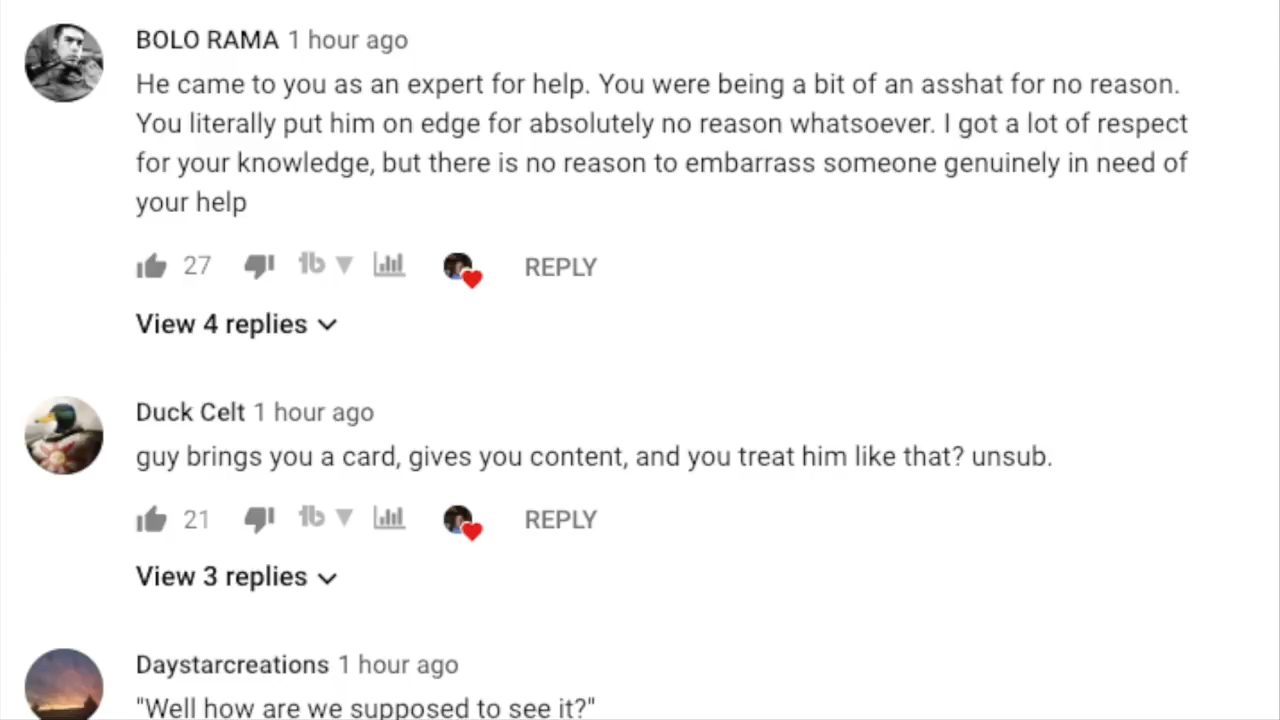 BOLO RAMA 1 hour ago
He came to you as an expert for help. You were being a bit of an asshat for no reason.
You literally put him on edge for absolutely no reason whatsoever. I got a lot of respect
for your knowledge, but there is no reason to embarrass someone genuinely in need of
your help
27 REPLY
View 4 replies
Duck Celt 1 hour ago
guy brings you a card, gives you content, and you treat him like that? unsub.
21 REPLY
View 3 replies
Daystarcreations 1 hour ago
"Well how are we supposed to see it?"